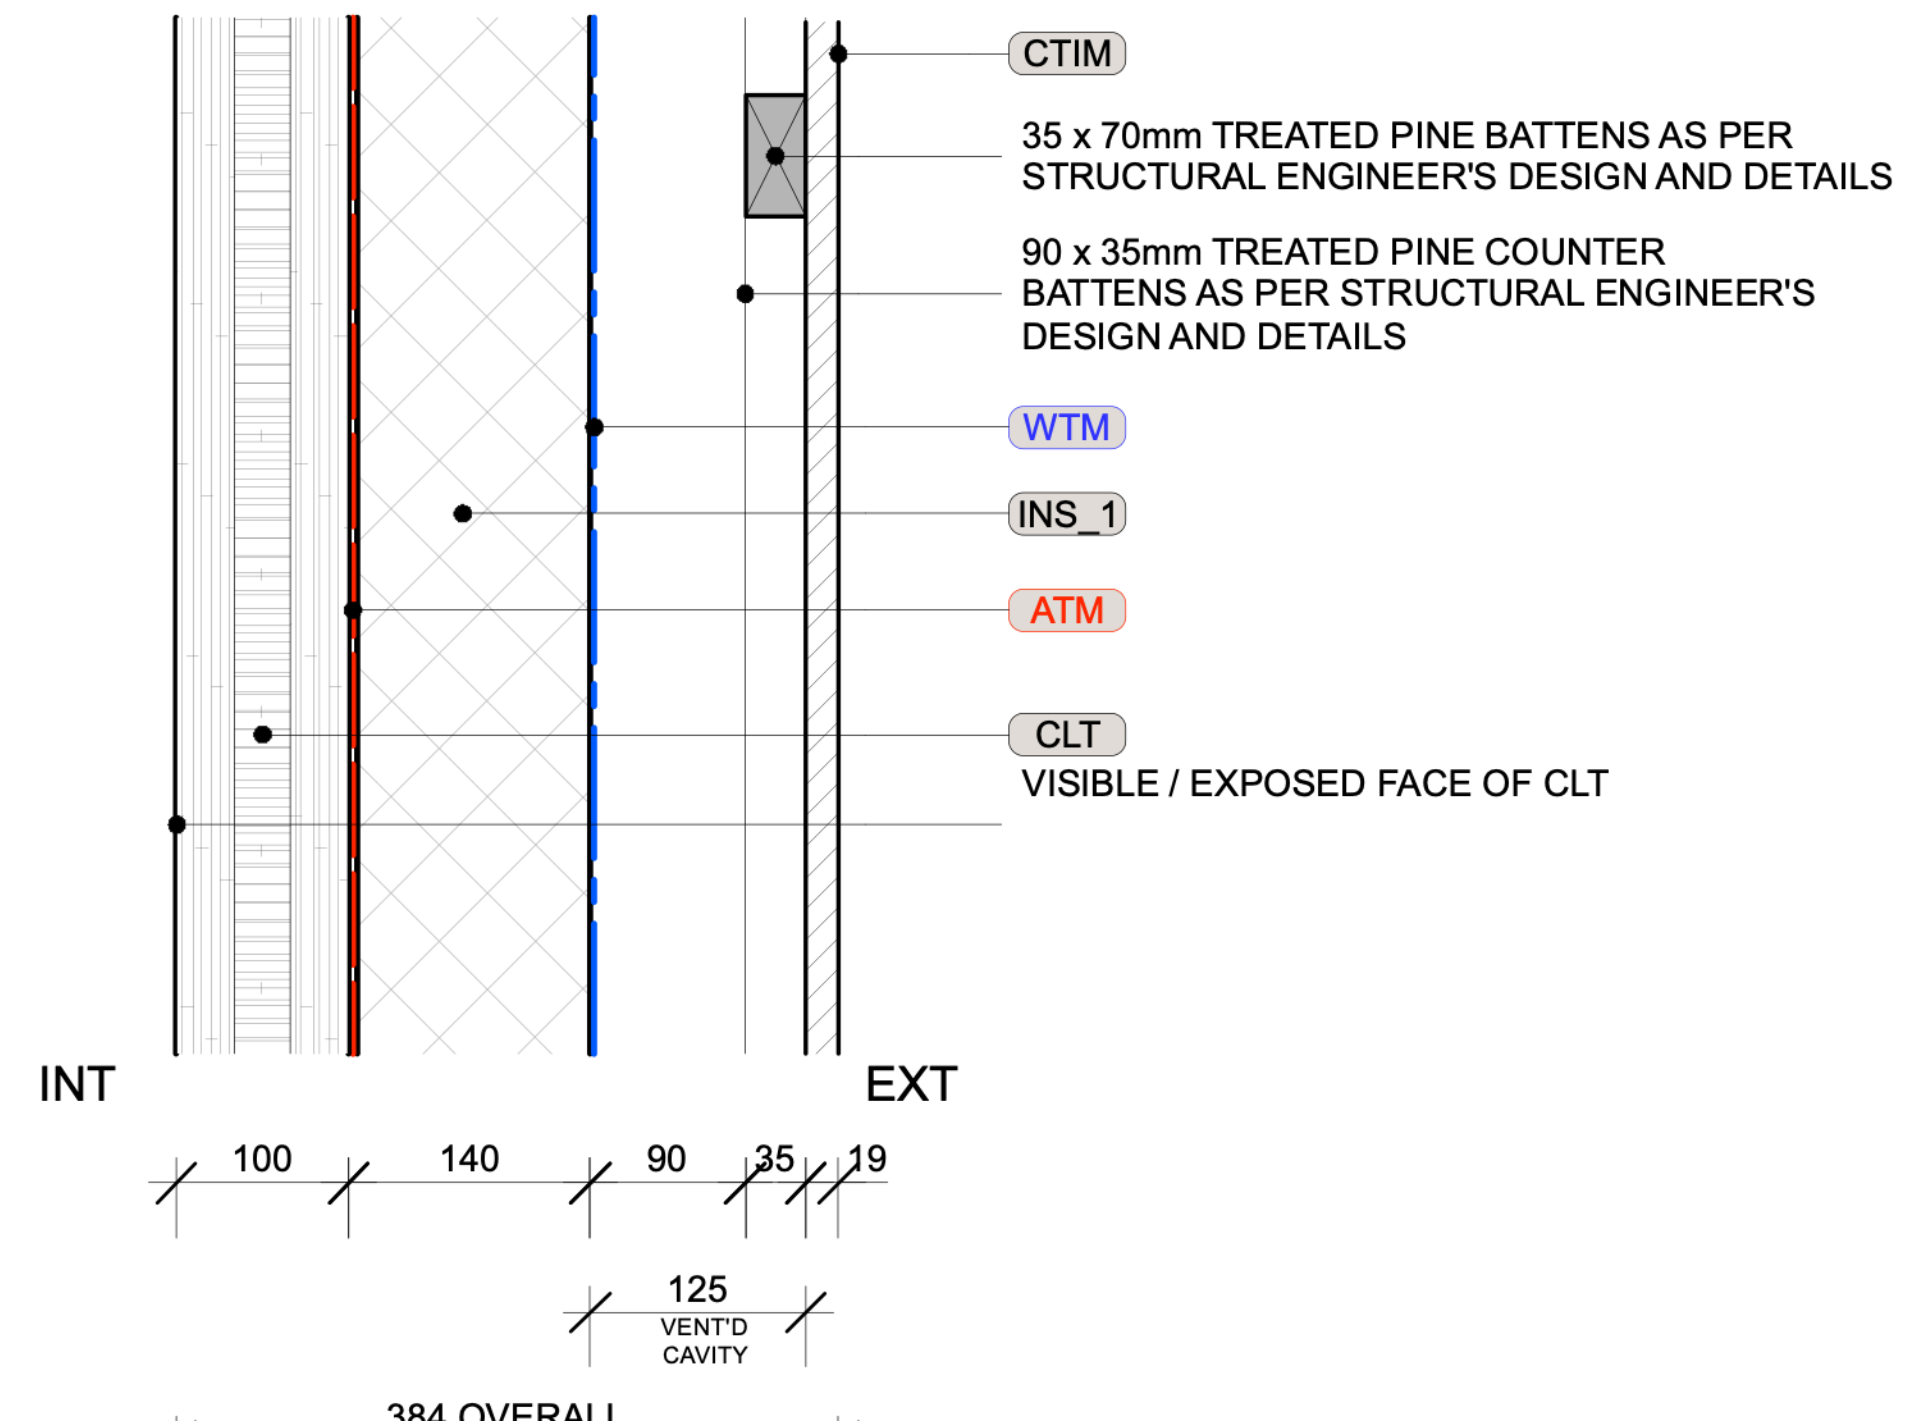 CTIM
35 x 70mm TREATED PINE BATTENS AS PER
STRUCTURAL ENGINEER'S DESIGN AND DETAILS
90 x 35mm TREATED PINE COUNTER
BATTENS AS PER STRUCTURAL ENGINEER'S
DESIGN AND DETAILS
WTM
INS_1
ATM
CLT
VISIBLE / EXPOSED FACE OF CLT
INT
EXT
100
140
90
35
19
125
VENT'D
CAVITY
384 OVERALL